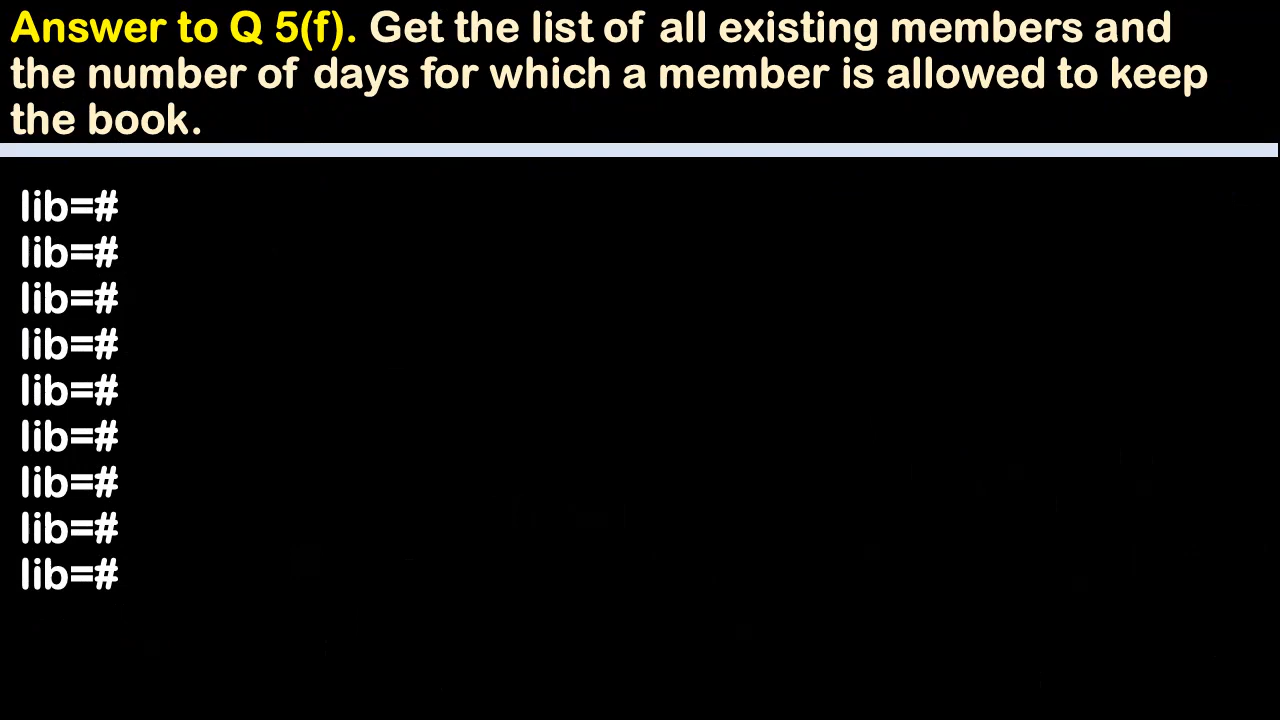 Answer to Q 5(f). Get the list of all existing members and
the number of days for which a member is allowed to keep
the book.
lib=#
lib=#
lib=#
lib=#
lib=#
lib=#
lib=#
lib=#
lib=#